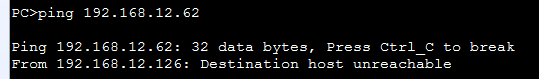 PC>ping 192.168.12.62
Ping 192.168.12.62: 32 data bytes, Press Ctrl_C to break
From 192.168.12.126: Destination host unreachable